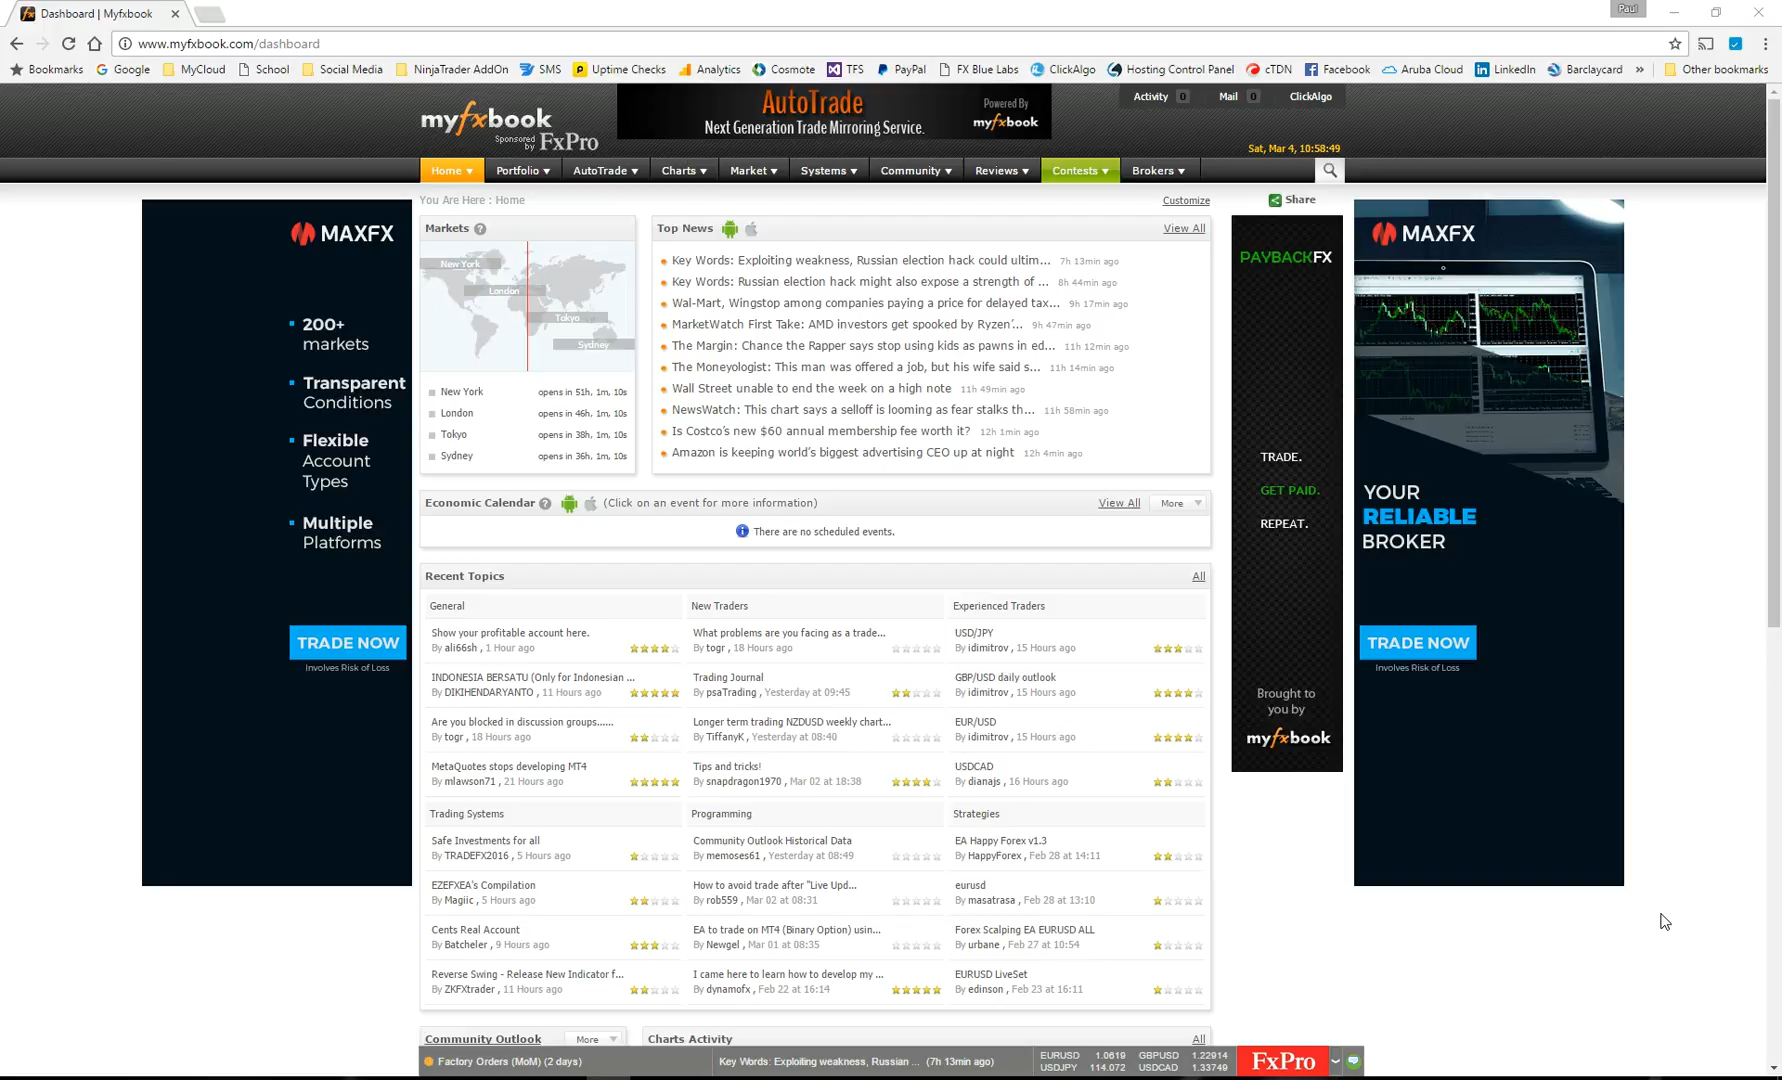 Dashboard | Myfxbook
Paul
www.myfxbook.com/dashboard
Bookmarks Google MyCloud School Social Media NinjaTrader AddOn SMS Uptime Checks Analytics Cosmote TFS PayPal FX Blue Labs ClickAlgo Hosting Control Panel cTDN Facebook Aruba Cloud LinkedIn Barclaycard » Other bookmarks
myfxbook
Sponsored by FxPro
AutoTrade
Next Generation Trade Mirroring Service.
Powered By
myfxbook
Activity 0 Mail 0 ClickAlgo
Sat, Mar 4, 10:58:49
Home Portfolio AutoTrade Charts Market Systems Community Reviews Contests Brokers
You Are Here : Home
Customize
Share
MAXFX
200+
markets
Transparent
Conditions
Flexible
Account
Types
Multiple
Platforms
TRADE NOW
Involves Risk of Loss
Markets
New York
London
Tokyo
Sydney
New York opens in 51h, 1m, 10s
London opens in 46h, 1m, 10s
Tokyo opens in 38h, 1m, 10s
Sydney opens in 36h, 1m, 10s
Top News View All
Key Words: Exploiting weakness, Russian election hack could ultim... 7h 13min ago
Key Words: Russian election hack might also expose a strength of ... 8h 44min ago
Wal-Mart, Wingstop among companies paying a price for delayed tax... 9h 17min ago
MarketWatch First Take: AMD investors get spooked by Ryzen’... 9h 47min ago
The Margin: Chance the Rapper says stop using kids as pawns in ed... 11h 12min ago
The Moneyologist: This man was offered a job, but his wife said s... 11h 14min ago
Wall Street unable to end the week on a high note 11h 49min ago
NewsWatch: This chart says a selloff is looming as fear stalks th... 11h 58min ago
Is Costco’s new $60 annual membership fee worth it? 12h 1min ago
Amazon is keeping world’s biggest advertising CEO up at night 12h 4min ago
Economic Calendar (Click on an event for more information) View All More
There are no scheduled events.
Recent Topics All
General
Show your profitable account here.
By ali66sh , 1 Hour ago
INDONESIA BERSATU (Only for Indonesian ...
By DIKIHENDARYANTO , 11 Hours ago
Are you blocked in discussion groups......
By togr , 18 Hours ago
MetaQuotes stops developing MT4
By mlawson71 , 21 Hours ago
New Traders
What problems are you facing as a trade...
By togr , 18 Hours ago
Trading Journal
By psaTrading , Yesterday at 09:45
Longer term trading NZDUSD weekly chart...
By TiffanyK , Yesterday at 08:40
Tips and tricks!
By snapdragon1970 , Mar 02 at 18:38
Experienced Traders
USD/JPY
By idimitrov , 15 Hours ago
GBP/USD daily outlook
By idimitrov , 15 Hours ago
EUR/USD
By idimitrov , 15 Hours ago
USDCAD
By dianajs , 16 Hours ago
Trading Systems
Safe Investments for all
By TRADEFX2016 , 5 Hours ago
EZEFXEA's Compilation
By Magiic , 5 Hours ago
Cents Real Account
By Batcheler , 9 Hours ago
Reverse Swing - Release New Indicator f...
By ZKFXtrader , 11 Hours ago
Programming
Community Outlook Historical Data
By memoses61 , Yesterday at 08:49
How to avoid trade after "Live Upd...
By rob559 , Mar 02 at 08:31
EA to trade on MT4 (Binary Option) usin...
By Newgel , Mar 01 at 08:35
I came here to learn how to develop my ...
By dynamofx , Feb 22 at 16:14
Strategies
EA Happy Forex v1.3
By HappyForex , Feb 28 at 14:11
eurusd
By masatrasa , Feb 28 at 13:10
Forex Scalping EA EURUSD ALL
By urbane , Feb 27 at 10:54
EURUSD LiveSet
By edinson , Feb 23 at 16:11
PAYBACKFX
TRADE.
GET PAID.
REPEAT.
Brought to
you by
myfxbook
MAXFX
YOUR
RELIABLE
BROKER
TRADE NOW
Involves Risk of Loss
Community Outlook More
Charts Activity All
Factory Orders (MoM) (2 days)
Key Words: Exploiting weakness, Russian ... (7h 13min ago)
EURUSD 1.0619 GBPUSD 1.22914
USDJPY 114.072 USDCAD 1.33749
FxPro